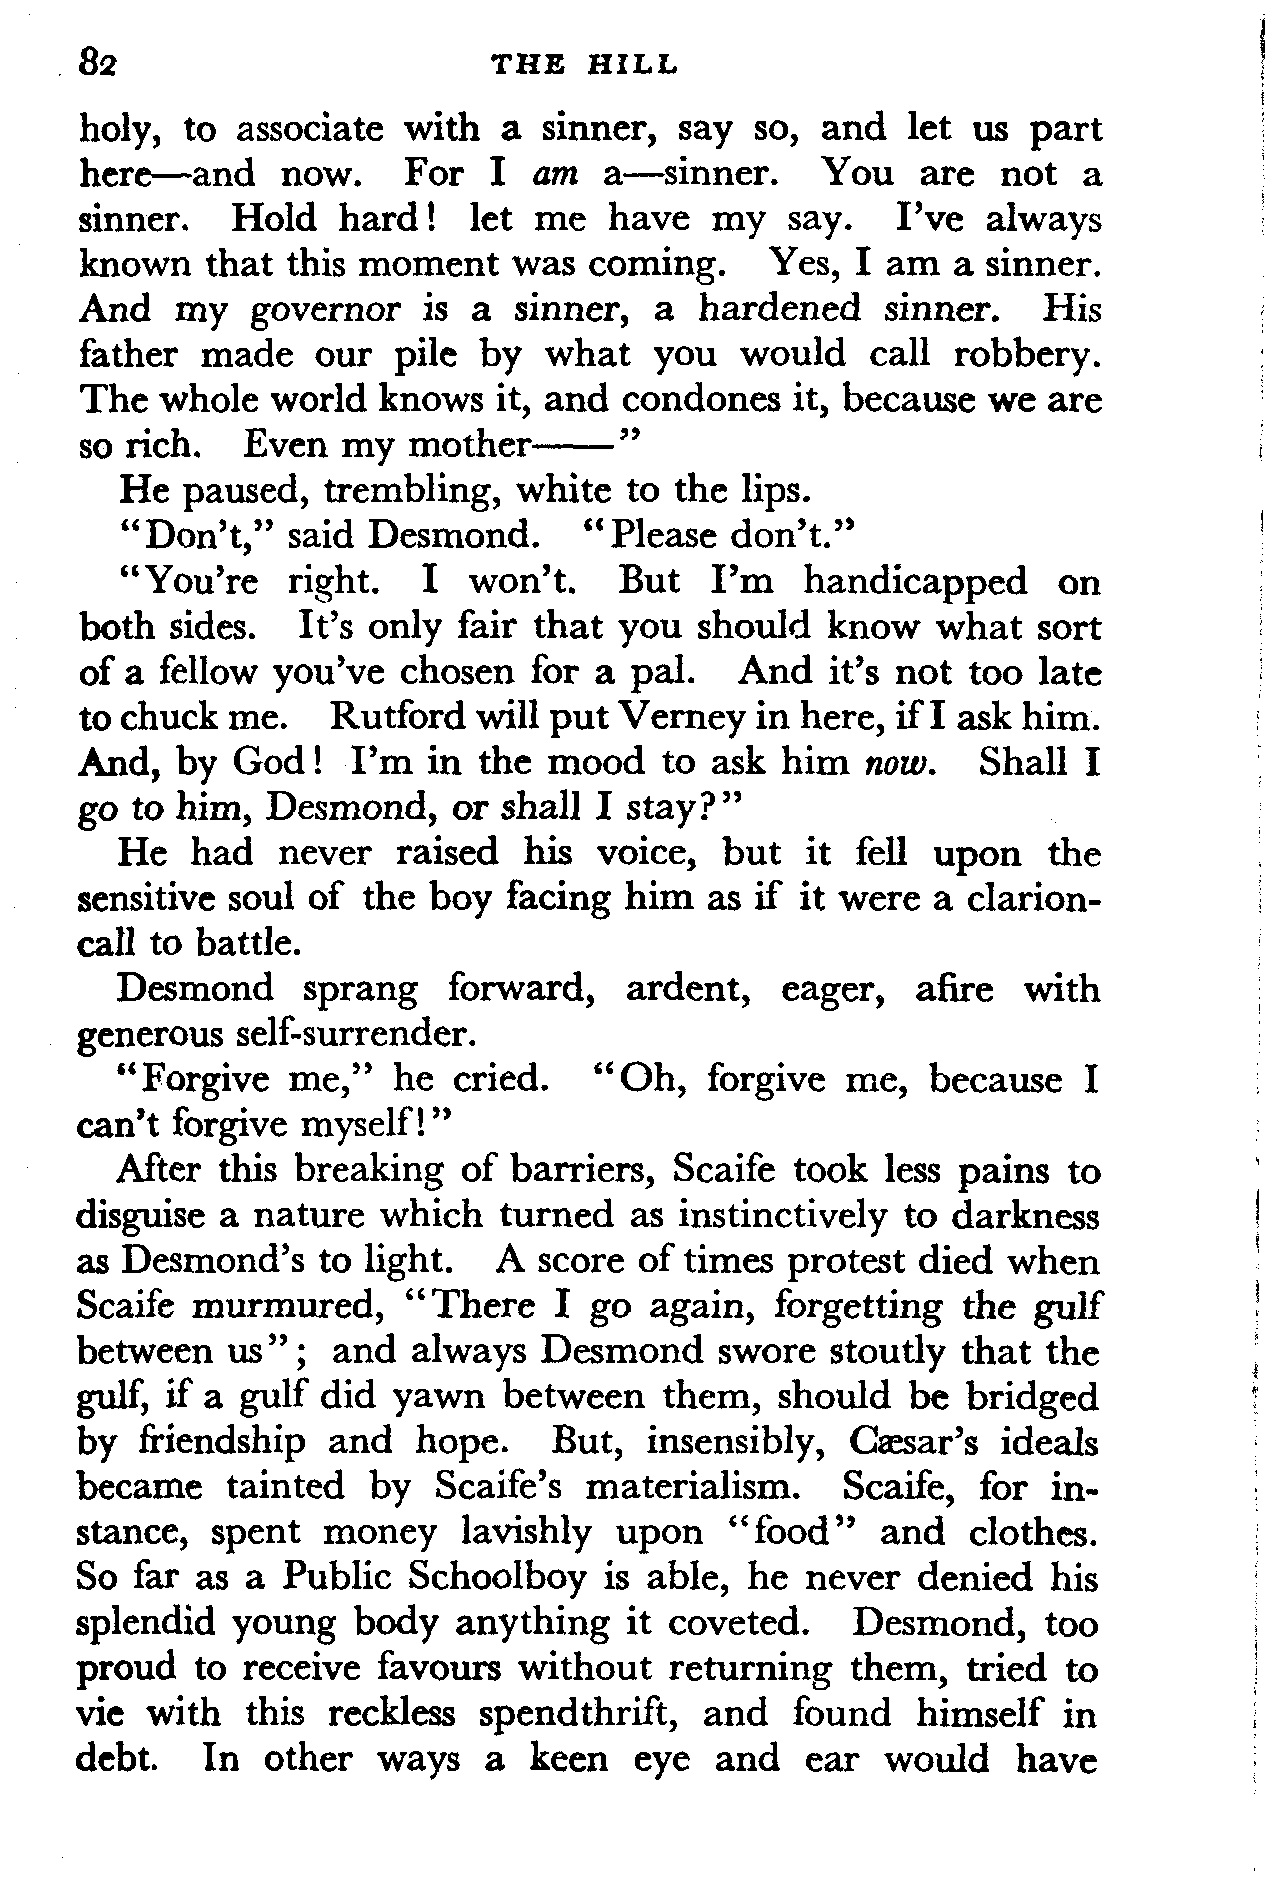 82 THE HILL
holy, to associate with a sinner, say so, and let us part
here—and now. For I am a—sinner. You are not a
sinner. Hold hard! let me have my say. I've always
known that this moment was coming. Yes, I am a sinner.
And my governor is a sinner, a hardened sinner. His
father made our pile by what you would call robbery.
The whole world knows it, and condones it, because we are
so rich. Even my mother——"
He paused, trembling, white to the lips.
"Don't," said Desmond. "Please don't."
"You're right. I won't. But I'm handicapped on
both sides. It's only fair that you should know what sort
of a fellow you've chosen for a pal. And it's not too late
to chuck me. Rutford will put Verney in here, if I ask him.
And, by God! I'm in the mood to ask him now. Shall I
go to him, Desmond, or shall I stay?"
He had never raised his voice, but it fell upon the
sensitive soul of the boy facing him as if it were a clarion-
call to battle.
Desmond sprang forward, ardent, eager, afire with
generous self-surrender.
"Forgive me," he cried. "Oh, forgive me, because I
can't forgive myself!"
After this breaking of barriers, Scaife took less pains to
disguise a nature which turned as instinctively to darkness
as Desmond's to light. A score of times protest died when
Scaife murmured, "There I go again, forgetting the gulf
between us"; and always Desmond swore stoutly that the
gulf, if a gulf did yawn between them, should be bridged
by friendship and hope. But, insensibly, Cæsar's ideals
became tainted by Scaife's materialism. Scaife, for in-
stance, spent money lavishly upon "food" and clothes.
So far as a Public Schoolboy is able, he never denied his
splendid young body anything it coveted. Desmond, too
proud to receive favours without returning them, tried to
vie with this reckless spendthrift, and found himself in
debt. In other ways a keen eye and ear would have